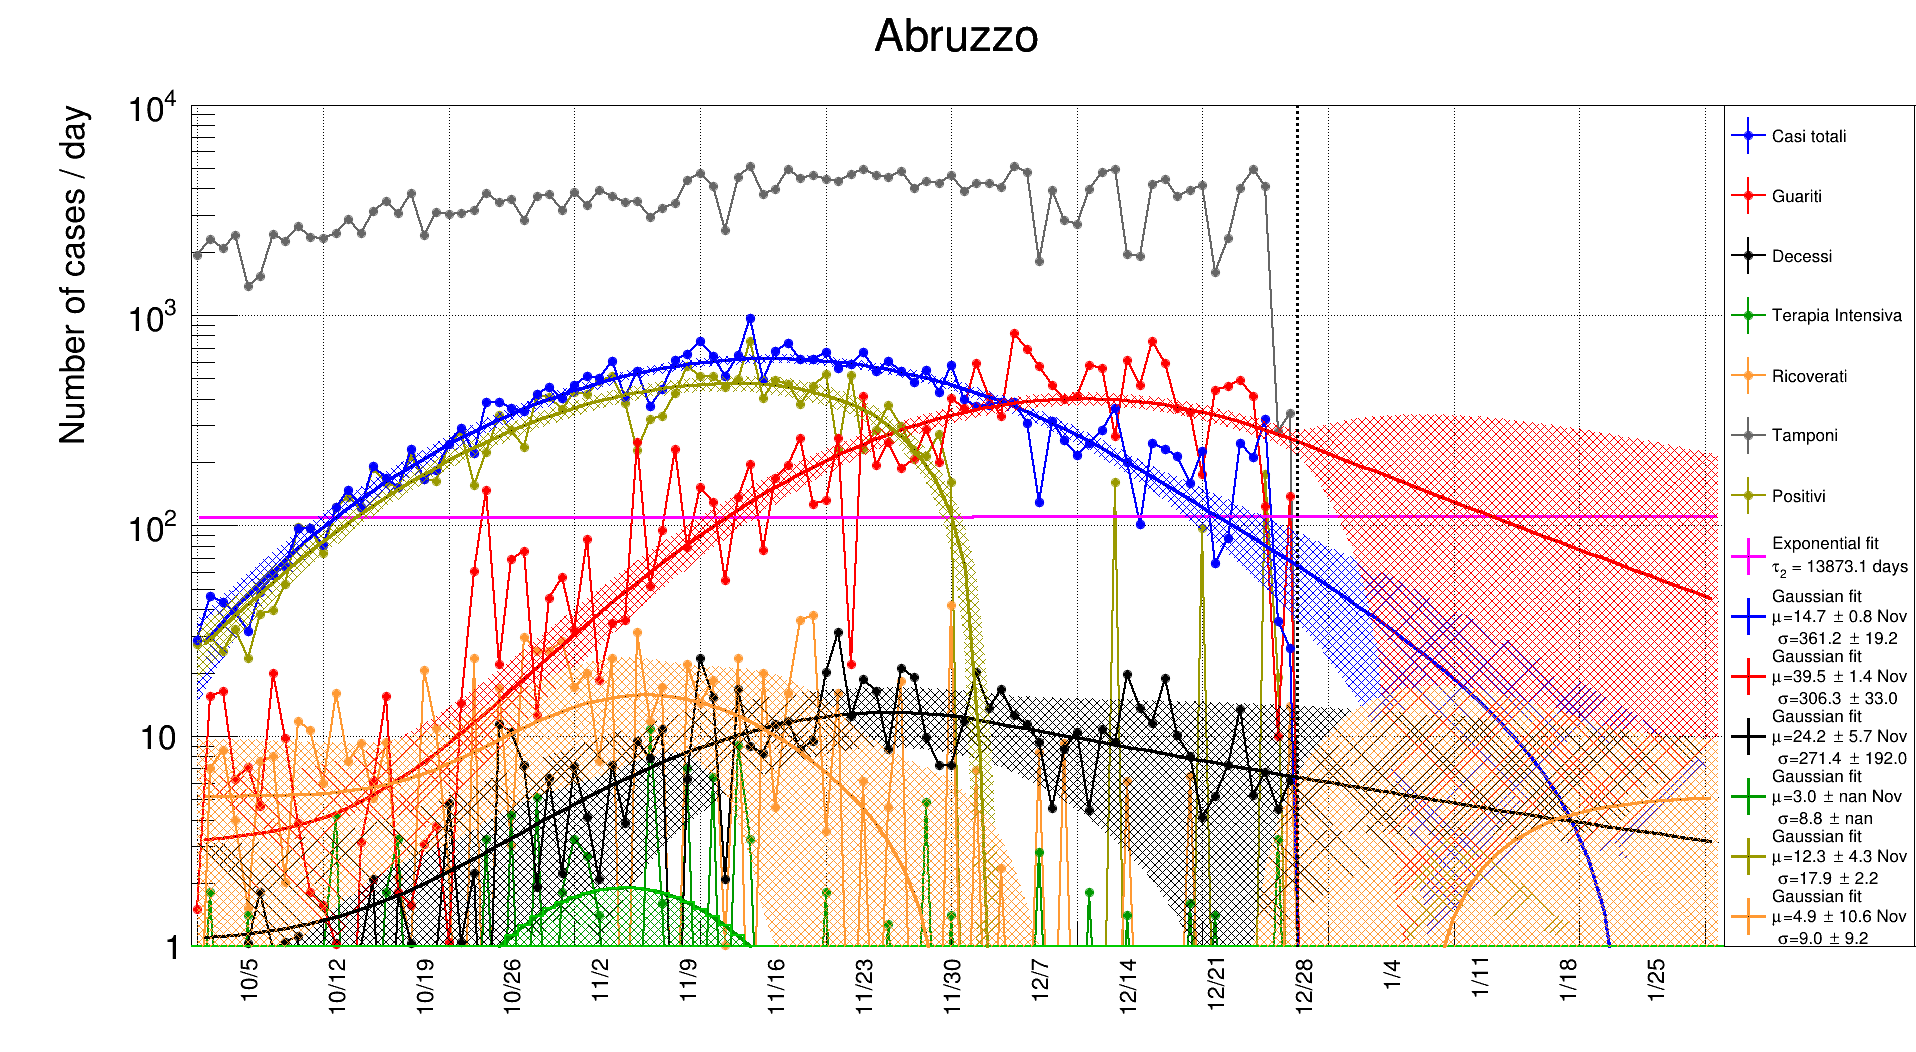 Abruzzo
Number of cases / day
10⁴
10³
10²
10
1
10/5
10/12
10/19
10/26
11/2
11/9
11/16
11/23
11/30
12/7
12/14
12/21
12/28
1/4
1/11
1/18
1/25
Casi totali
Guariti
Decessi
Terapia Intensiva
Ricoverati
Tamponi
Positivi
Exponential fit
τ₂ = 13873.1 days
Gaussian fit
μ=14.7 ± 0.8 Nov
σ=361.2 ± 19.2
Gaussian fit
μ=39.5 ± 1.4 Nov
σ=306.3 ± 33.0
Gaussian fit
μ=24.2 ± 5.7 Nov
σ=271.4 ± 192.0
Gaussian fit
μ=3.0 ± nan Nov
σ=8.8 ± nan
Gaussian fit
μ=12.3 ± 4.3 Nov
σ=17.9 ± 2.2
Gaussian fit
μ=4.9 ± 10.6 Nov
σ=9.0 ± 9.2